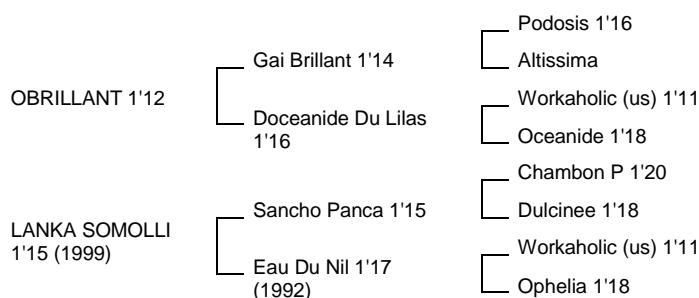 Podosis 1'16
Gai Brillant 1'14
Altissima
OBRILLANT 1'12
Workaholic (us) 1'11
Doceanide Du Lilas
1'16
Oceanide 1'18
Chambon P 1'20
Sancho Panca 1'15
Dulcinee 1'18
LANKA SOMOLLI
1'15 (1999)
Workaholic (us) 1'11
Eau Du Nil 1'17
(1992)
Ophelia 1'18